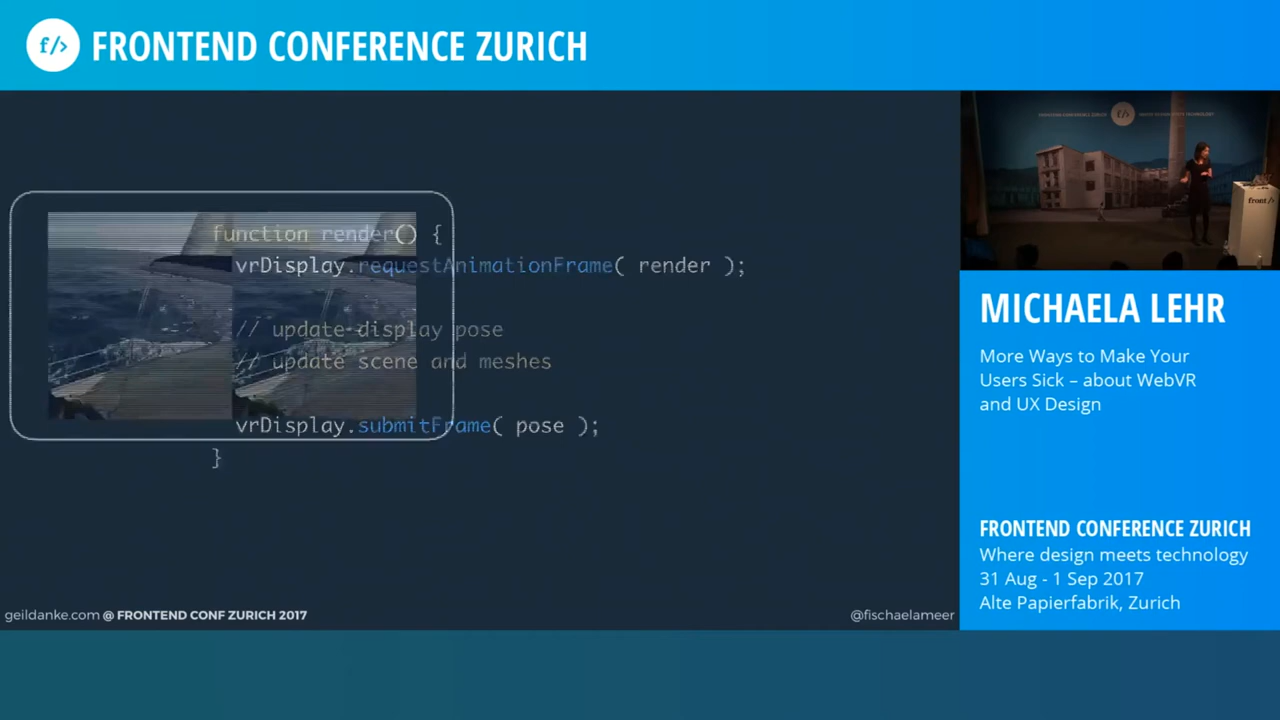 f/>
FRONTEND CONFERENCE ZURICH
function render() {
vrDisplay.requestAnimationFrame( render );
// update display pose
// update scene and meshes
vrDisplay.submitFrame( pose );
}
geildanke.com @ FRONTEND CONF ZURICH 2017
@fischaelameer
f/>
front/>
MICHAELA LEHR
More Ways to Make Your
Users Sick – about WebVR
and UX Design
FRONTEND CONFERENCE ZURICH
Where design meets technology
31 Aug - 1 Sep 2017
Alte Papierfabrik, Zurich